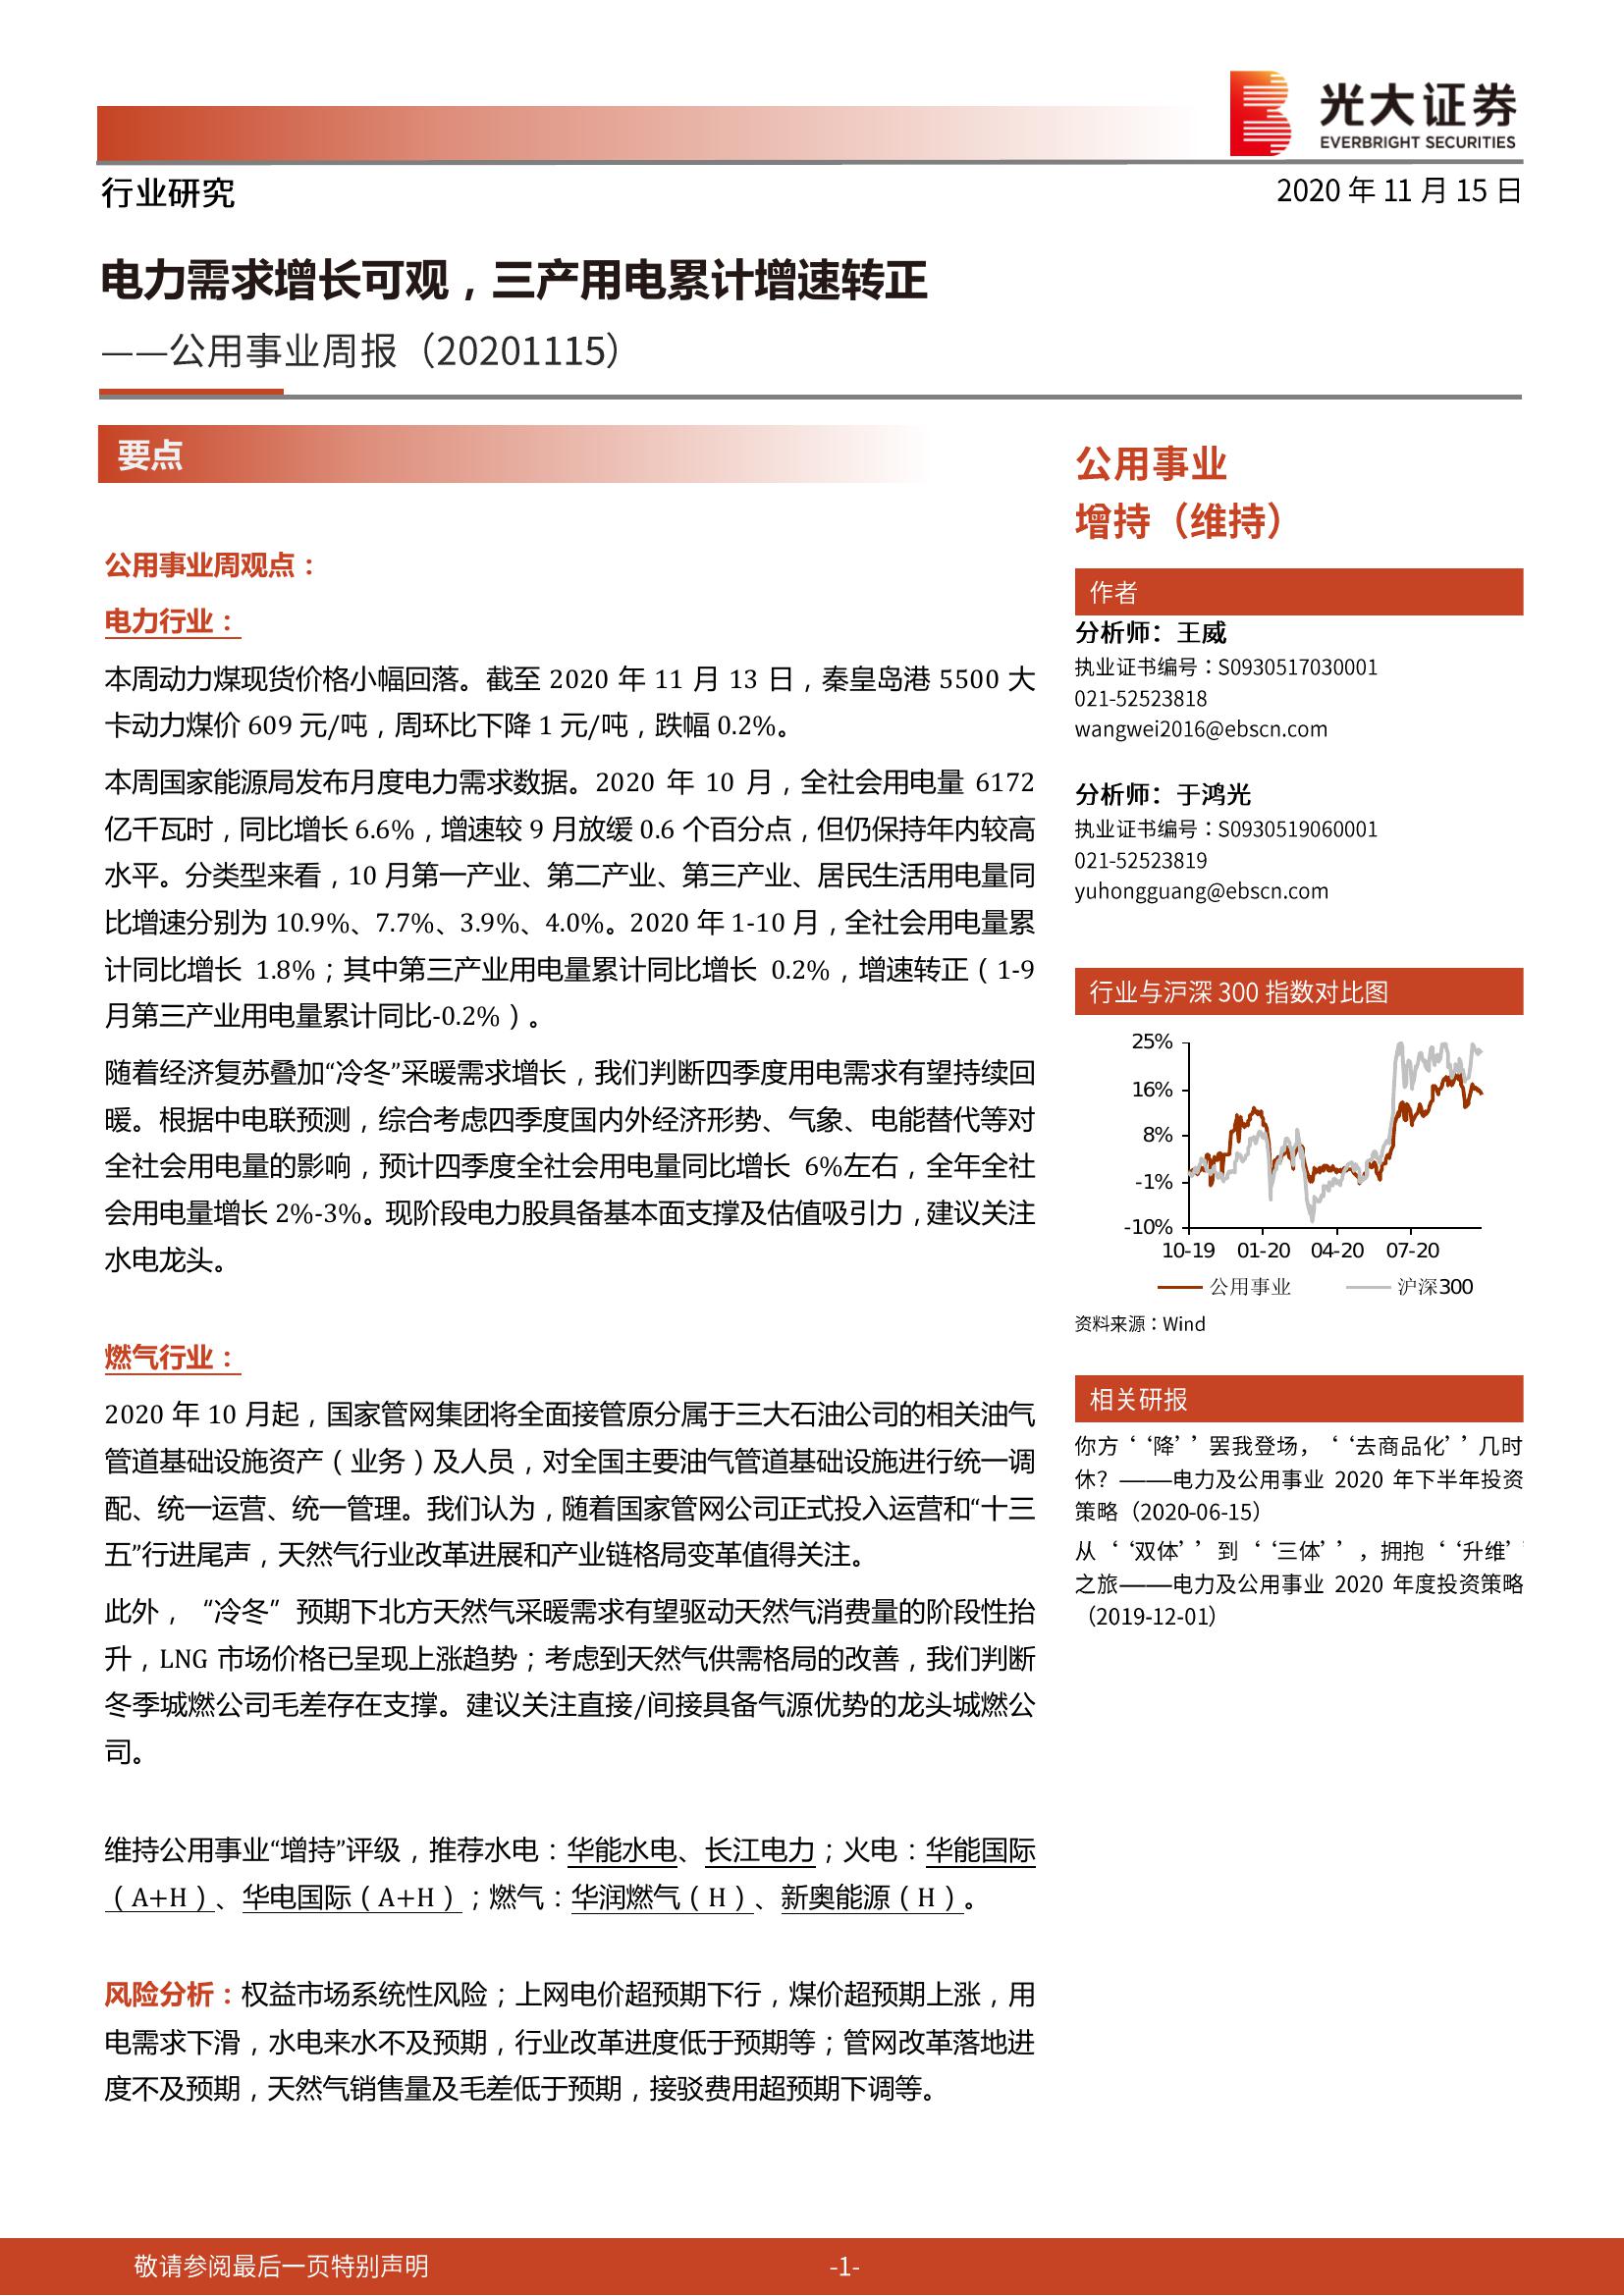 光大证券
EVERBRIGHT SECURITIES
行业研究
2020 年 11 月 15 日
电力需求增长可观，三产用电累计增速转正
——公用事业周报（20201115）
要点
公用事业周观点：
电力行业：
本周动力煤现货价格小幅回落。截至 2020 年 11 月 13 日，秦皇岛港 5500 大
卡动力煤价 609 元/吨，周环比下降 1 元/吨，跌幅 0.2%。
本周国家能源局发布月度电力需求数据。2020 年 10 月，全社会用电量 6172
亿千瓦时，同比增长 6.6%，增速较 9 月放缓 0.6 个百分点，但仍保持年内较高
水平。分类型来看，10 月第一产业、第二产业、第三产业、居民生活用电量同
比增速分别为 10.9%、7.7%、3.9%、4.0%。2020 年 1-10 月，全社会用电量累
计同比增长 1.8%；其中第三产业用电量累计同比增长 0.2%，增速转正（1-9
月第三产业用电量累计同比-0.2%）。
随着经济复苏叠加“冷冬”采暖需求增长，我们判断四季度用电需求有望持续回
暖。根据中电联预测，综合考虑四季度国内外经济形势、气象、电能替代等对
全社会用电量的影响，预计四季度全社会用电量同比增长 6%左右，全年全社
会用电量增长 2%-3%。现阶段电力股具备基本面支撑及估值吸引力，建议关注
水电龙头。
燃气行业：
2020 年 10 月起，国家管网集团将全面接管原分属于三大石油公司的相关油气
管道基础设施资产（业务）及人员，对全国主要油气管道基础设施进行统一调
配、统一运营、统一管理。我们认为，随着国家管网公司正式投入运营和“十三
五”行进尾声，天然气行业改革进展和产业链格局变革值得关注。
此外，“冷冬”预期下北方天然气采暖需求有望驱动天然气消费量的阶段性抬
升，LNG 市场价格已呈现上涨趋势；考虑到天然气供需格局的改善，我们判断
冬季城燃公司毛差存在支撑。建议关注直接/间接具备气源优势的龙头城燃公
司。
维持公用事业“增持”评级，推荐水电：华能水电、长江电力；火电：华能国际
（A+H）、华电国际（A+H）；燃气：华润燃气（H）、新奥能源（H）。
风险分析：权益市场系统性风险；上网电价超预期下行，煤价超预期上涨，用
电需求下滑，水电来水不及预期，行业改革进度低于预期等；管网改革落地进
度不及预期，天然气销售量及毛差低于预期，接驳费用超预期下调等。
公用事业
增持（维持）
作者
分析师：王威
执业证书编号：S0930517030001
021-52523818
wangwei2016@ebscn.com
分析师：于鸿光
执业证书编号：S0930519060001
021-52523819
yuhongguang@ebscn.com
行业与沪深 300 指数对比图
25%
16%
8%
-1%
-10%
10-19 01-20 04-20 07-20
公用事业 沪深300
资料来源：Wind
相关研报
你方‘‘降’’罢我登场，‘‘去商品化’’几时
休？——电力及公用事业 2020 年下半年投资
策略（2020-06-15）
从‘‘双体’’到‘‘三体’’，拥抱‘‘升维’’
之旅——电力及公用事业 2020 年度投资策略
（2019-12-01）
敬请参阅最后一页特别声明
-1-